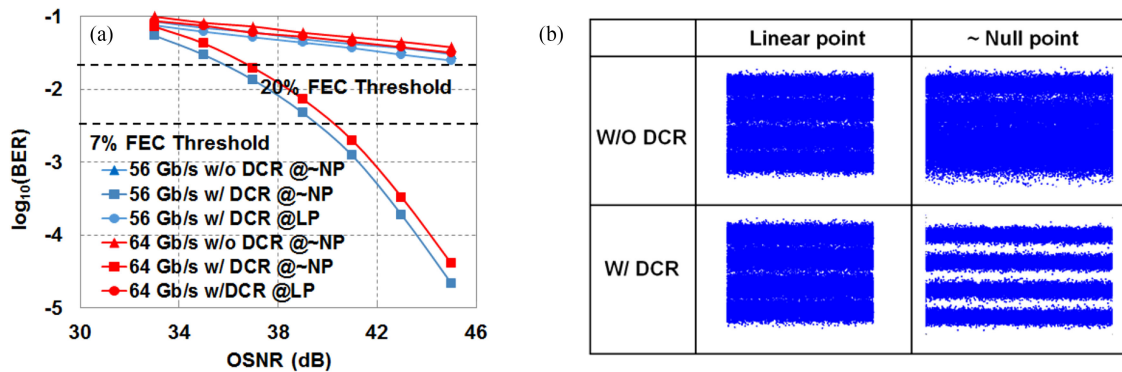 (a)
log10(BER)
-1
-2
-3
-4
-5
20% FEC Threshold
7% FEC Threshold
56 Gb/s w/o DCR @~NP
56 Gb/s w/ DCR @~NP
56 Gb/s w/ DCR @LP
64 Gb/s w/o DCR @~NP
64 Gb/s w/ DCR @~NP
64 Gb/s w/DCR @LP
30 34 38 42 46
OSNR (dB)
(b)
Linear point ~ Null point
W/O DCR
W/ DCR